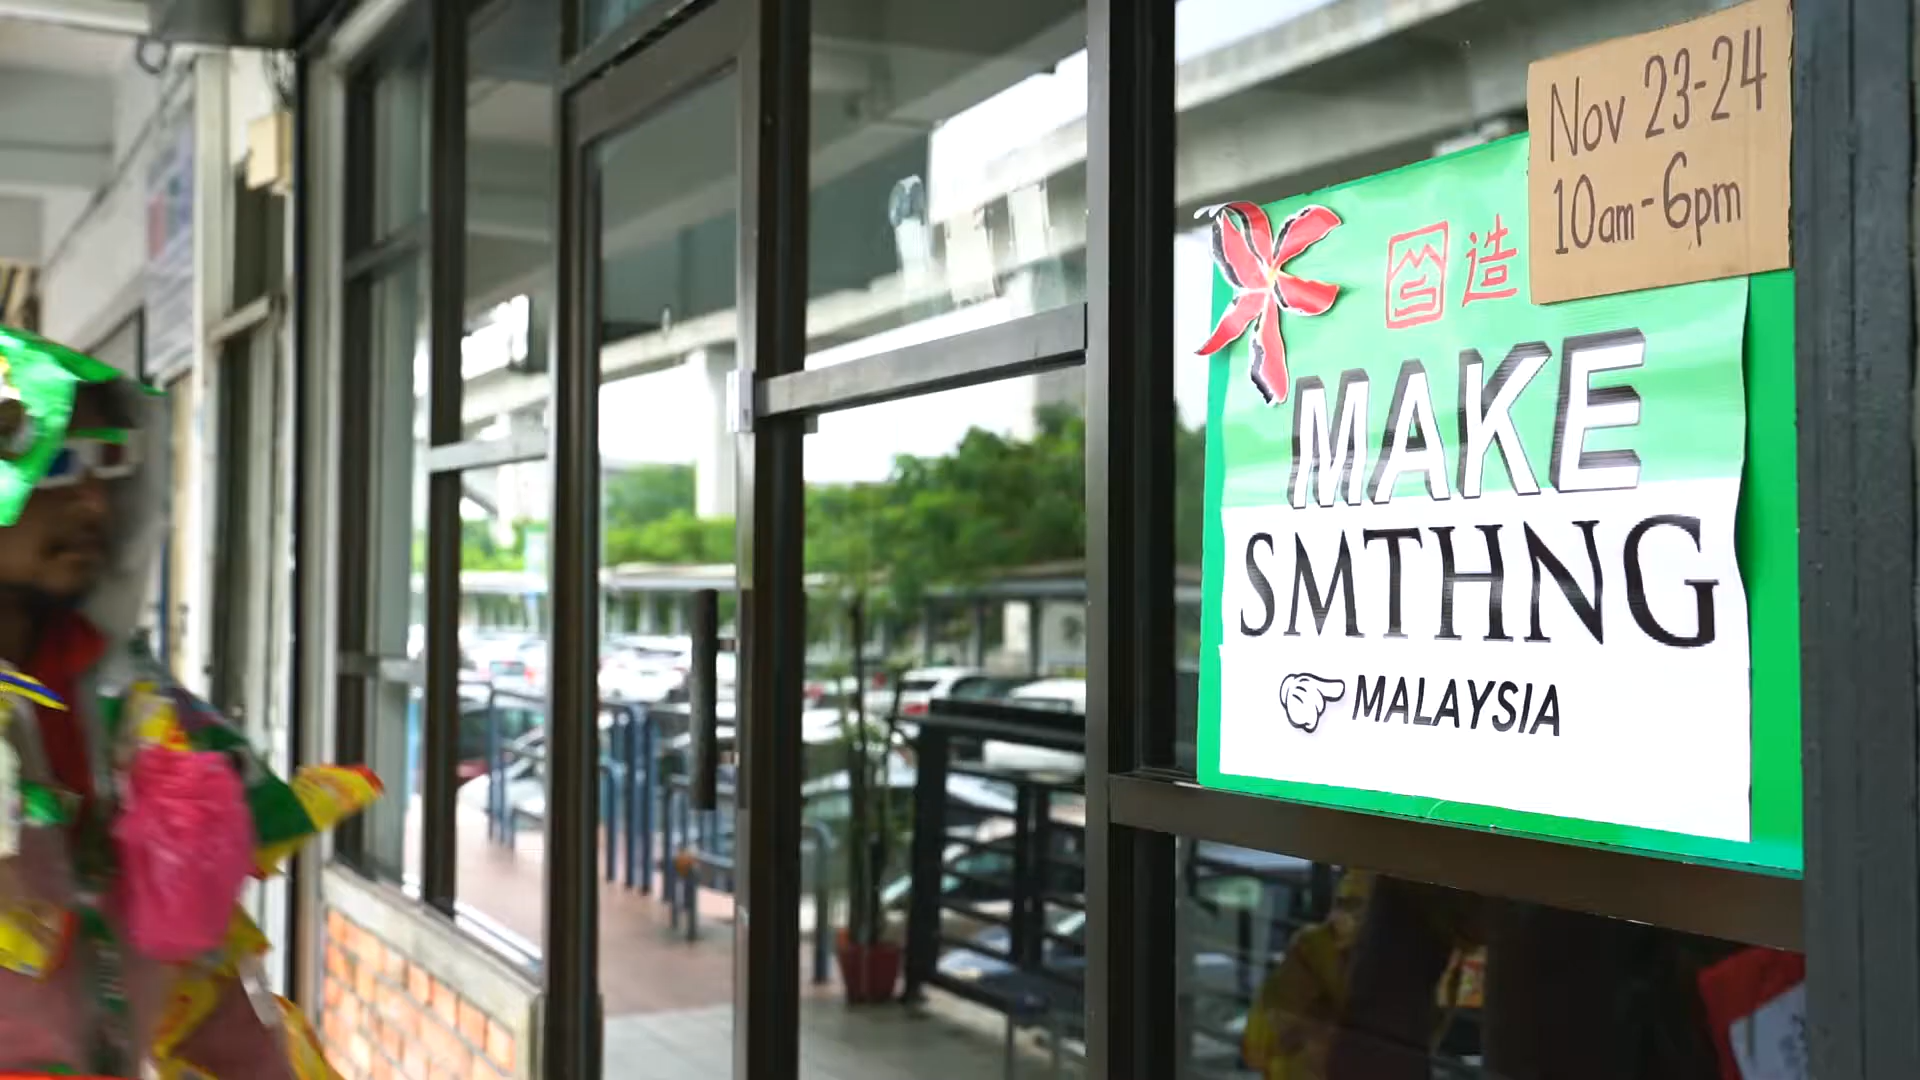 Nov 23-24
10am-6pm
造
MAKE
SMTHNG
MALAYSIA